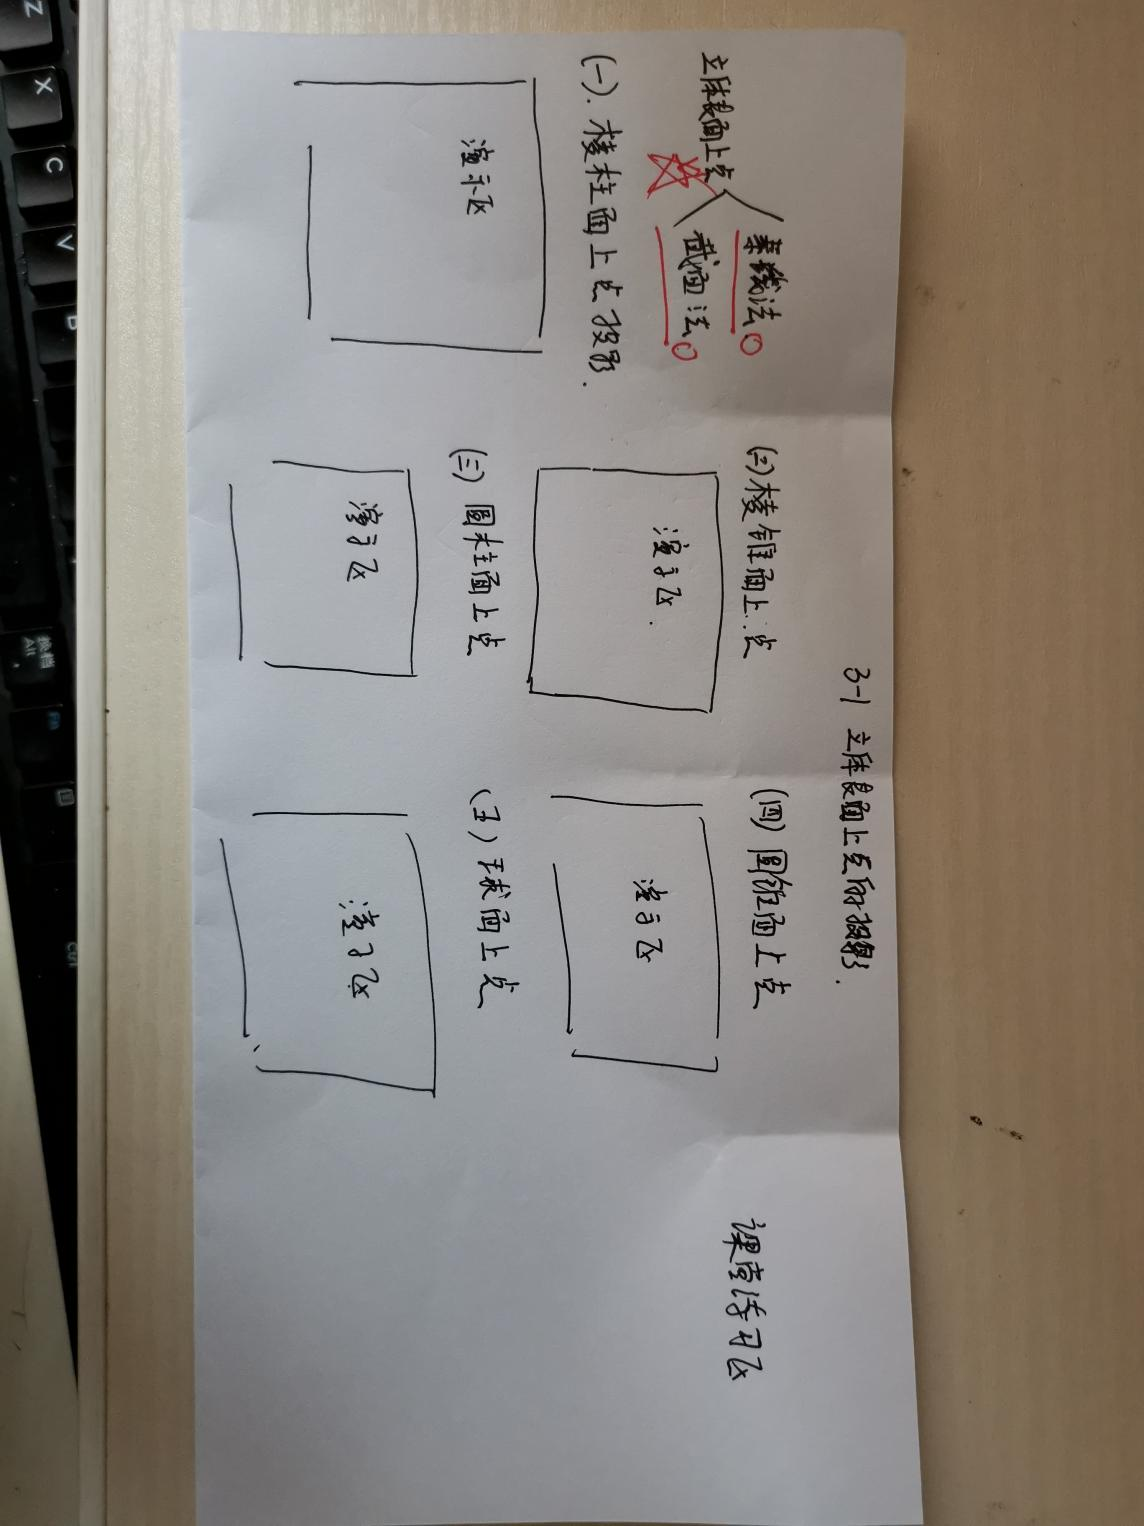 3-1 立体表面上点的投影.
立体表面上点
素线法
截面法
(一). 棱柱面上点投影.
演示区
(二) 棱锥面上点
演示区.
(三) 圆柱面上点
演示区
(四) 圆锥面上点
演示区
(五) 球面上点
演示区
课堂练习区
Z
X
C
V
B
Alt